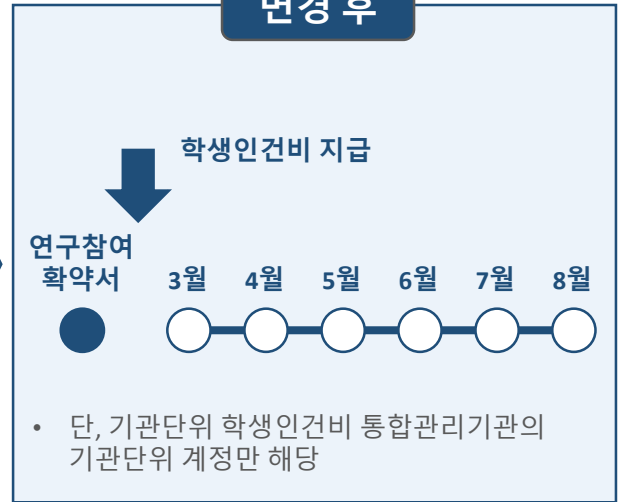 변경 후
학생인건비 지급
연구참여
확약서
3월 4월 5월 6월 7월 8월
• 단, 기관단위 학생인건비 통합관리기관의
기관단위 계정만 해당